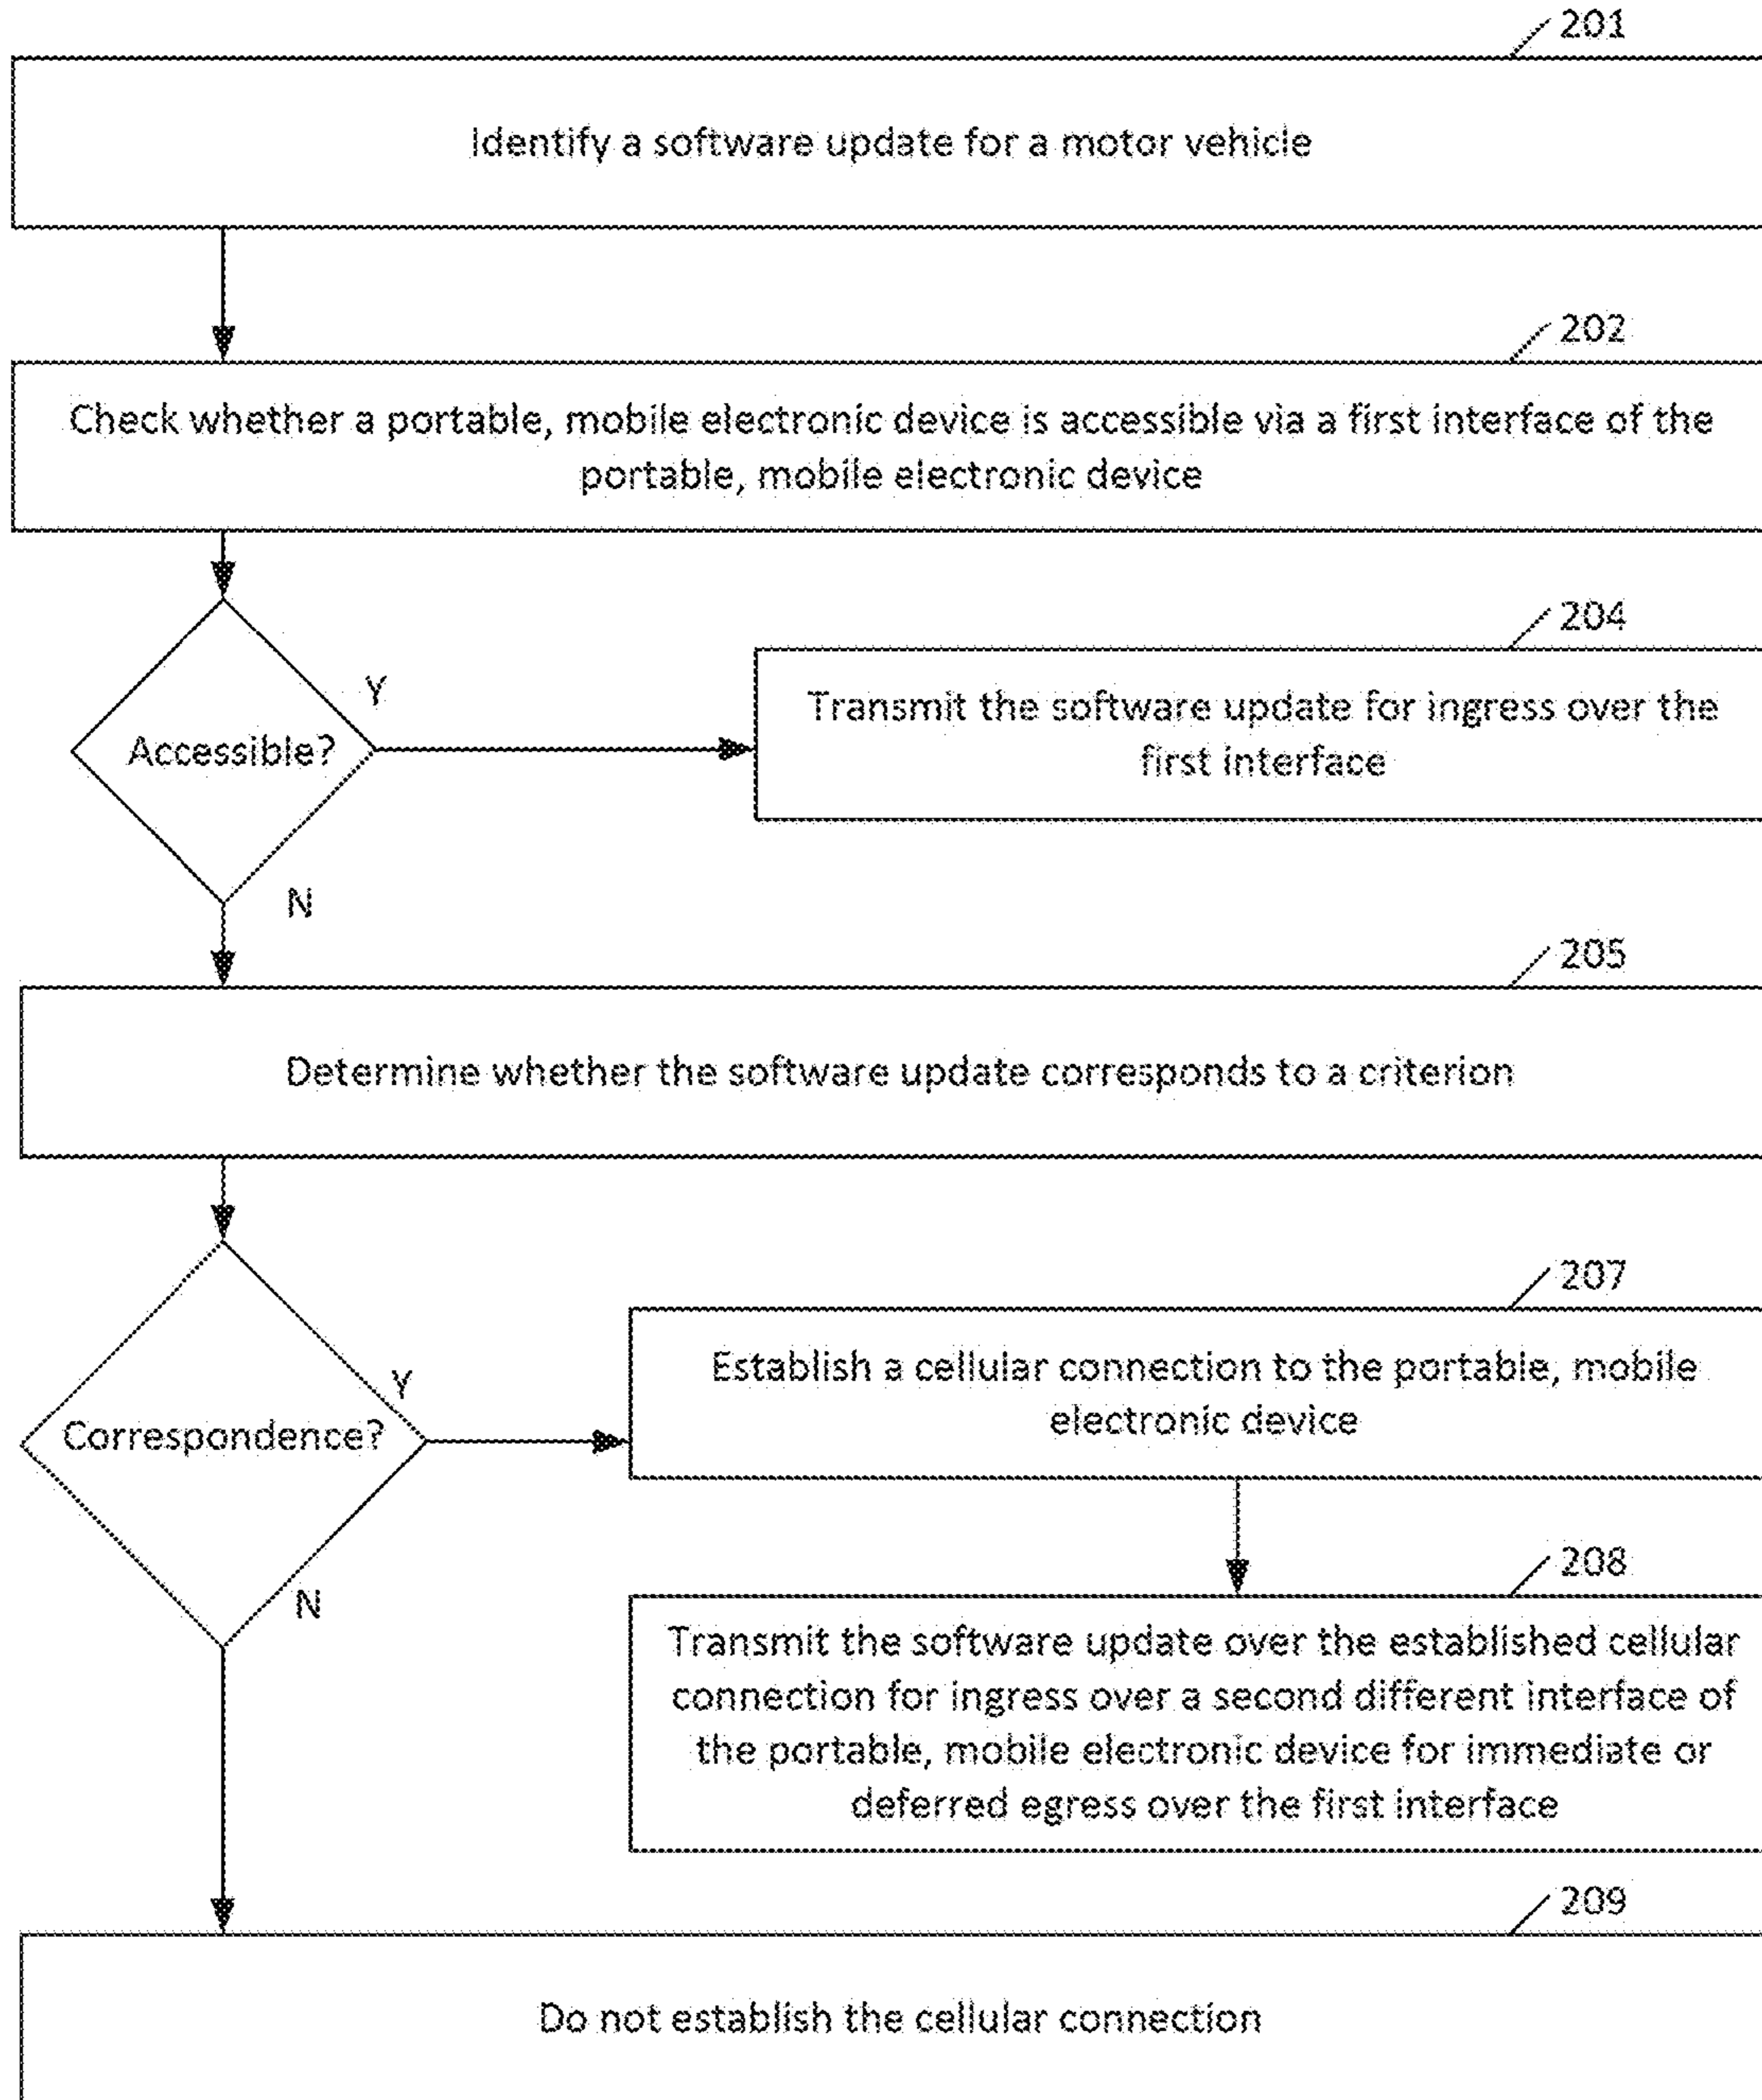 201
Identify a software update for a motor vehicle
202
Check whether a portable, mobile electronic device is accessible via a first interface of the
portable, mobile electronic device
204
Transmit the software update for ingress over the
first interface
Y
Accessible?
N
205
Determine whether the software update corresponds to a criterion
207
Establish a cellular connection to the portable, mobile
electronic device
Y
Correspondence?
N
208
Transmit the software update over the established cellular
connection for ingress over a second different interface of
the portable, mobile electronic device for immediate or
deferred egress over the first interface
209
Do not establish the cellular connection